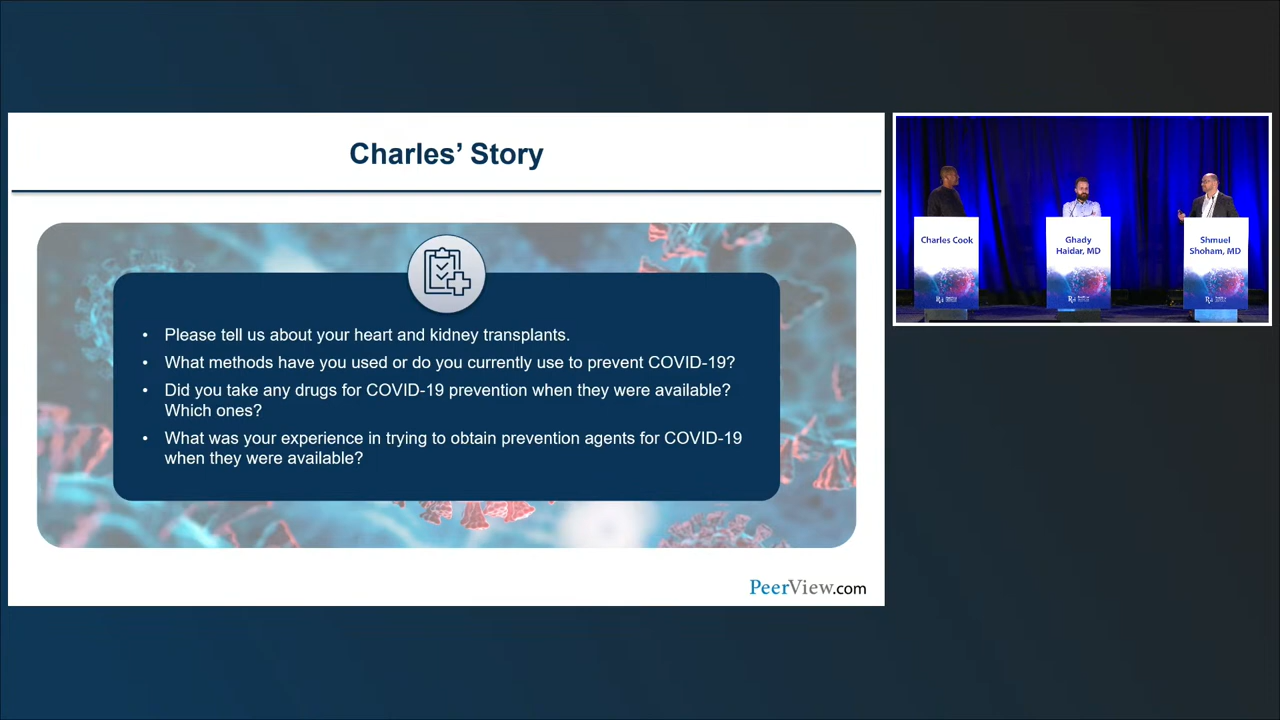 Charles' Story
• Please tell us about your heart and kidney transplants.
• What methods have you used or do you currently use to prevent COVID-19?
• Did you take any drugs for COVID-19 prevention when they were available?
Which ones?
• What was your experience in trying to obtain prevention agents for COVID-19
when they were available?
PeerView.com
Charles Cook
Ghady
Haidar, MD
Shmuel
Shoham, MD